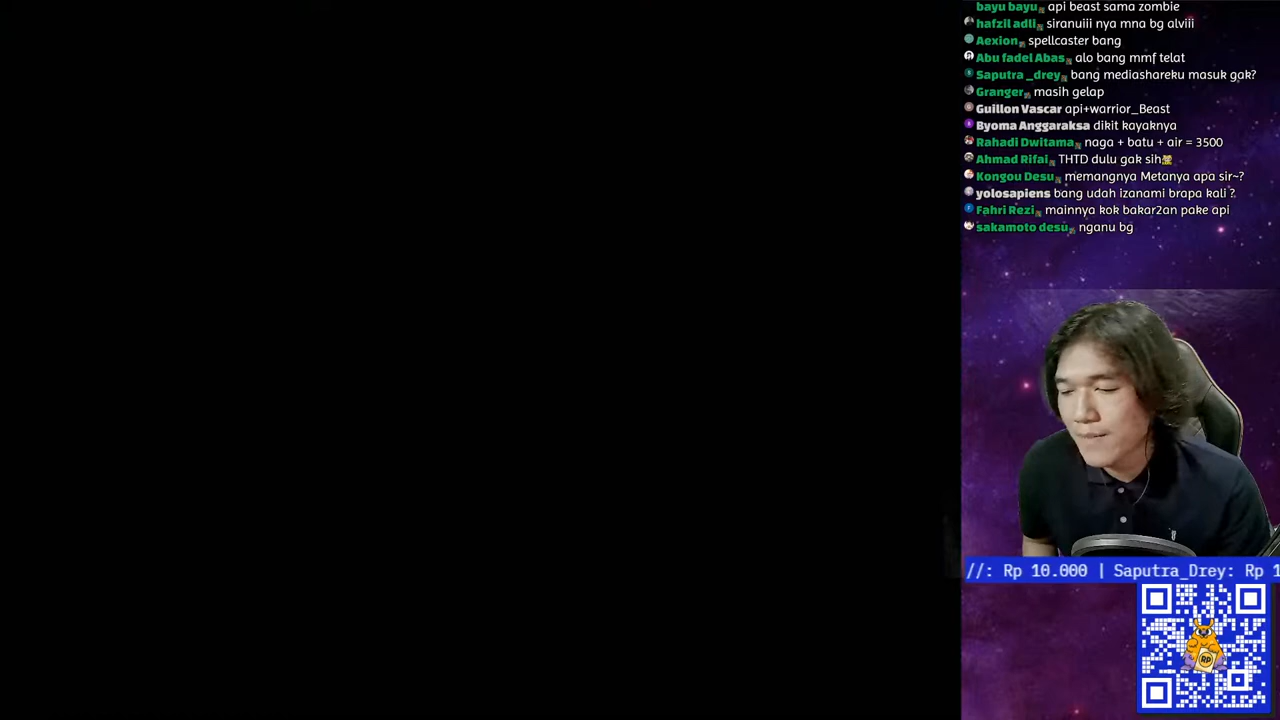 bayu bayu api beast sama zombie
hafzil adli siranuiii nya mna bg alviii
Aexion spellcaster bang
Abu fadel Abas alo bang mmf telat
Saputra _drey bang mediashareku masuk gak?
Granger masih gelap
Guillon Vascar api+warrior_Beast
Byoma Anggaraksa dikit kayaknya
Rahadi Dwitama naga + batu + air = 3500
Ahmad Rifai THTD dulu gak sih
Kongou Desu memangnya Metanya apa sir~?
yolosapiens bang udah izanami brapa kali ?
Fahri Rezi mainnya kok bakar2an pake api
sakamoto desu nganu bg
//: Rp 10.000 | Saputra_Drey: Rp 1
RP